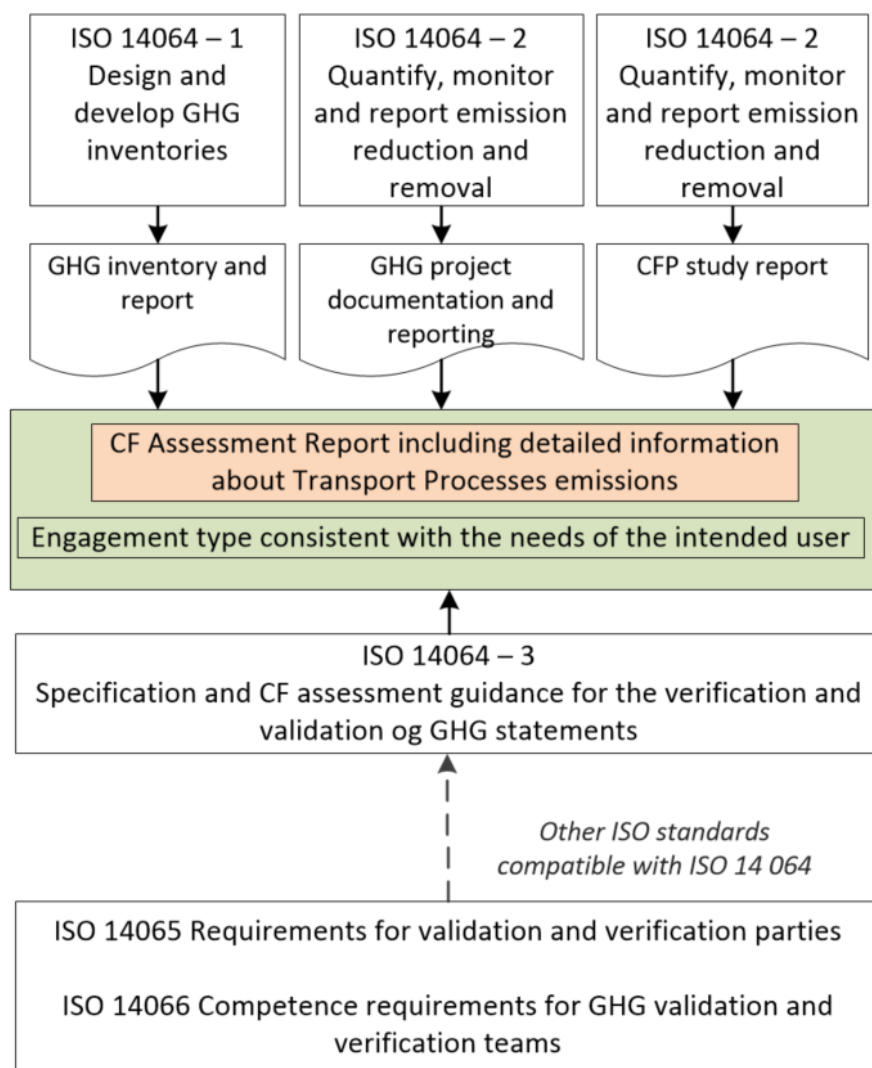 ISO 14064 – 1
Design and
develop GHG
inventories
ISO 14064 – 2
Quantify, monitor
and report emission
reduction and
removal
ISO 14064 – 2
Quantify, monitor
and report emission
reduction and
removal
GHG inventory and
report
GHG project
documentation and
reporting
CFP study report
CF Assessment Report including detailed information
about Transport Processes emissions
Engagement type consistent with the needs of the intended user
ISO 14064 – 3
Specification and CF assessment guidance for the verification and
validation og GHG statements
Other ISO standards
compatible with ISO 14 064
ISO 14065 Requirements for validation and verification parties
ISO 14066 Competence requirements for GHG validation and
verification teams